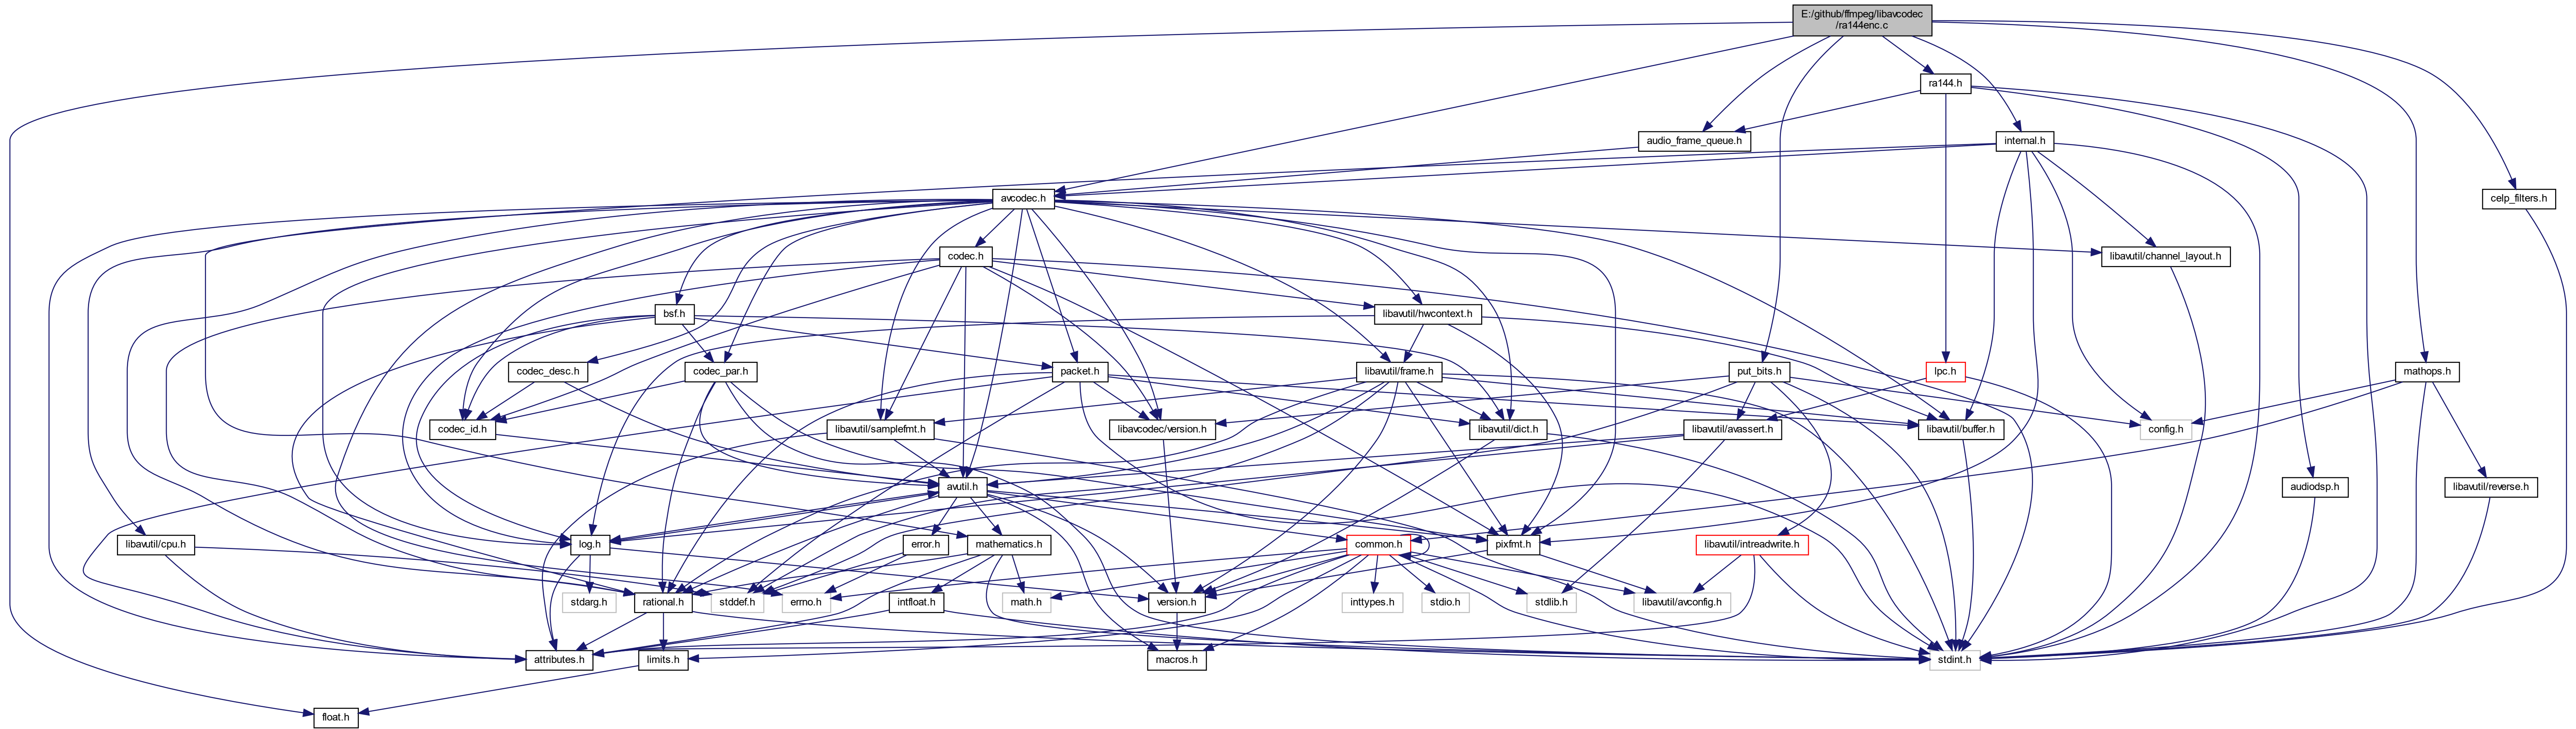 E:/github/ffmpeg/libavcodec
/ra144enc.c
ra144.h
audio_frame_queue.h
internal.h
avcodec.h
celp_filters.h
codec.h
libavutil/channel_layout.h
bsf.h
libavutil/hwcontext.h
codec_desc.h
codec_par.h
packet.h
libavutil/frame.h
put_bits.h
lpc.h
mathops.h
codec_id.h
libavutil/samplefmt.h
libavcodec/version.h
libavutil/dict.h
libavutil/avassert.h
libavutil/buffer.h
config.h
avutil.h
audiodsp.h
libavutil/reverse.h
libavutil/cpu.h
log.h
error.h
mathematics.h
common.h
pixfmt.h
libavutil/intreadwrite.h
stdarg.h
rational.h
stddef.h
errno.h
intfloat.h
math.h
version.h
inttypes.h
stdio.h
stdlib.h
libavutil/avconfig.h
attributes.h
limits.h
macros.h
stdint.h
float.h